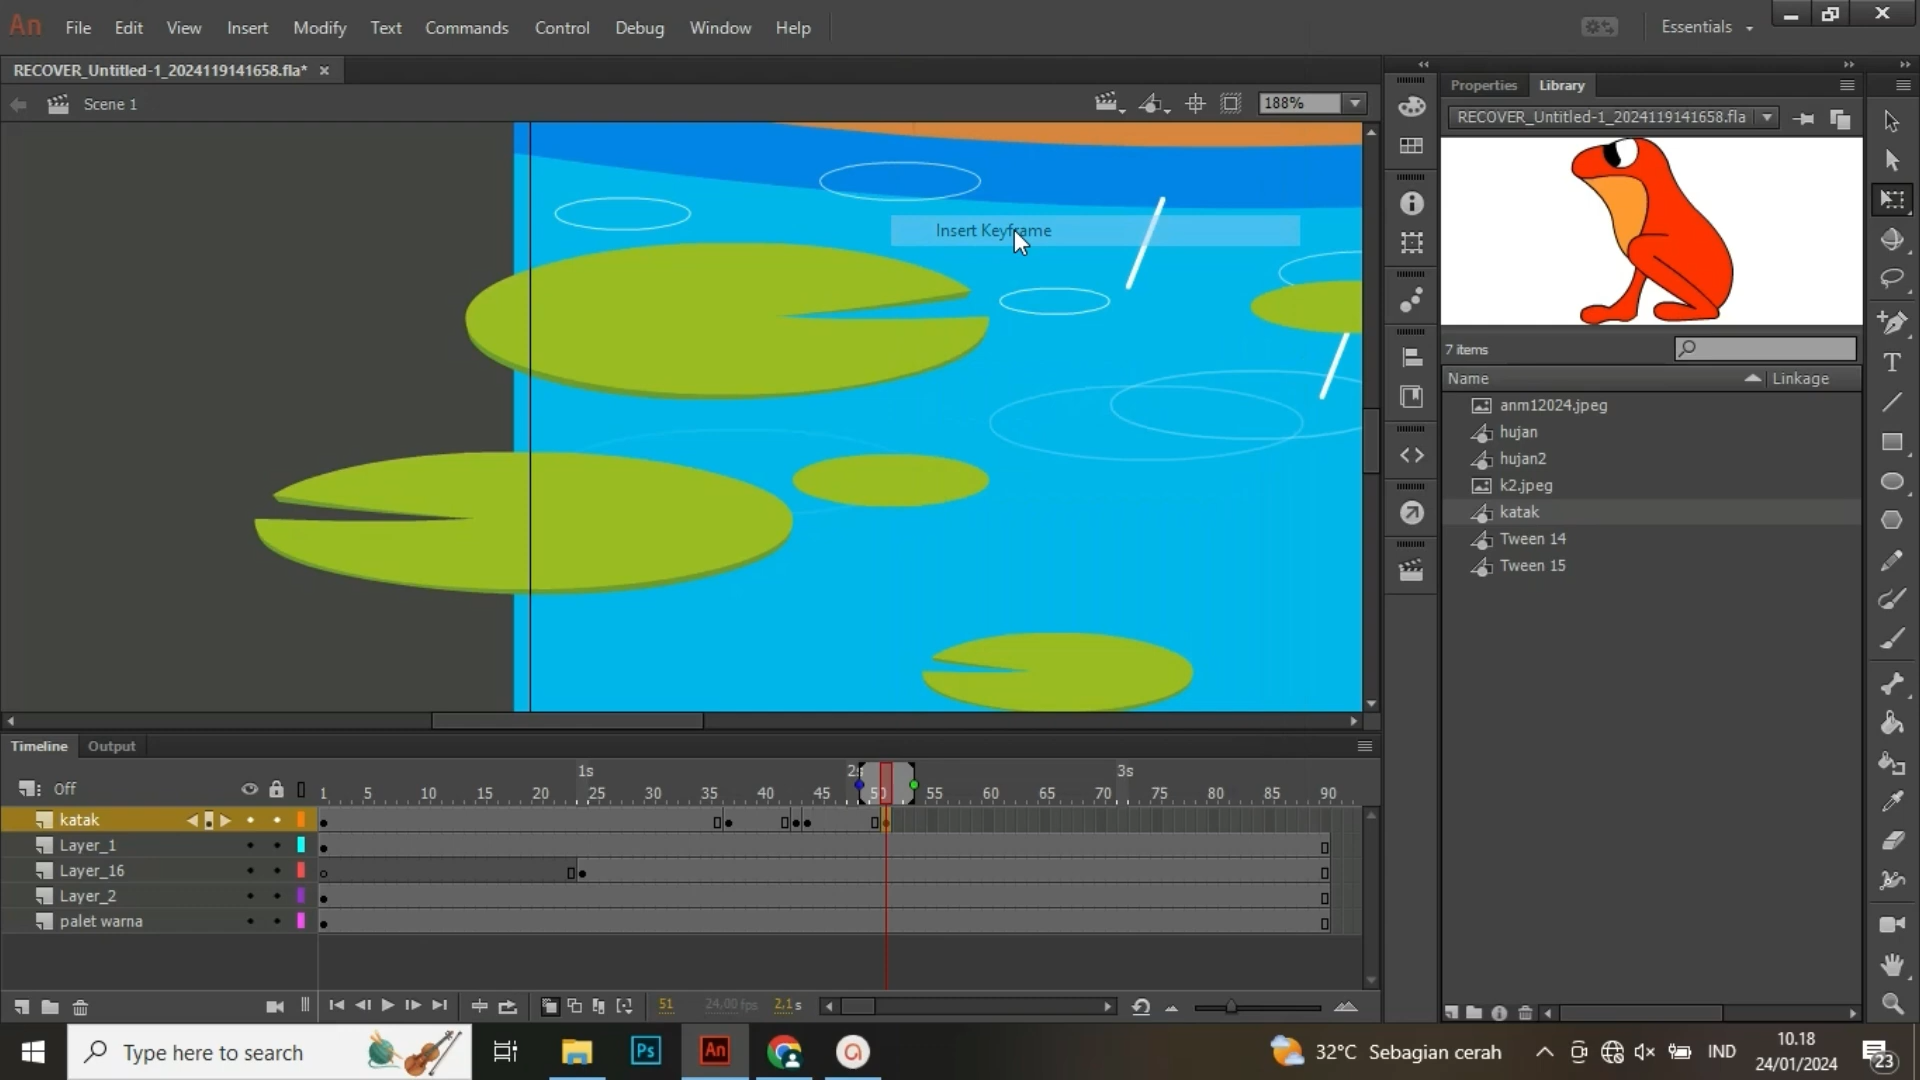 An File Edit View Insert Modify Text Commands Control Debug Window Help Essentials
RECOVER_Untitled-1_2024119141658.fla* ×
Scene 1 188%
Properties Library
RECOVER_Untitled-1_2024119141658.fla
Insert Keyframe
7 items
Name Linkage
anm12024.jpeg
hujan
hujan2
k2.jpeg
katak
Tween 14
Tween 15
Timeline Output
1s 2s 3s
Off 1 5 10 15 20 25 30 35 40 45 50 55 60 65 70 75 80 85 90
katak
Layer_1
Layer_16
Layer_2
palet warna
51 24,00 fps 2,1 s
Type here to search Ps An 32°C Sebagian cerah IND 10.18
24/01/2024
23